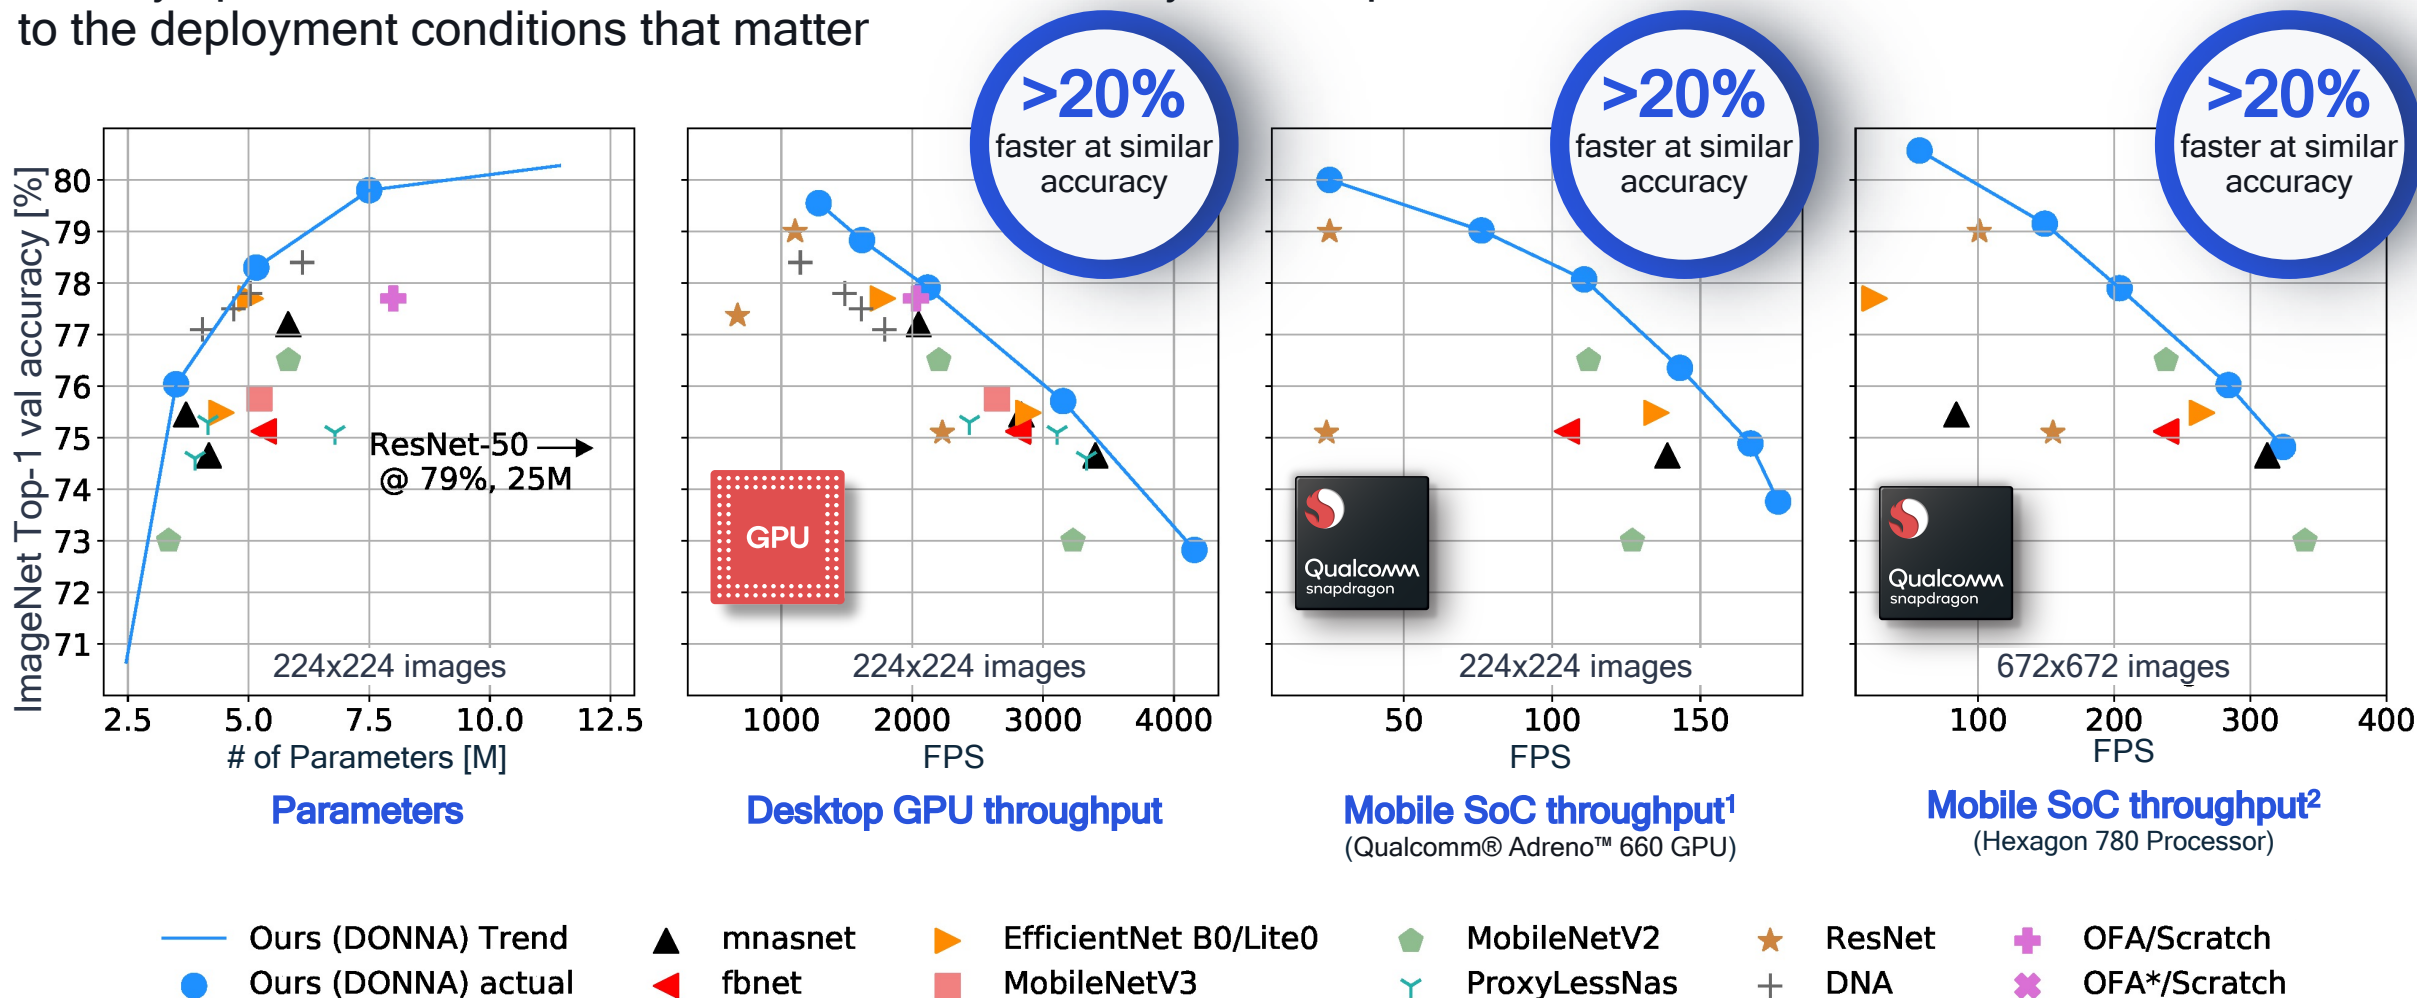 to the deployment conditions that matter
>20%
faster at similar
accuracy
>20%
faster at similar
accuracy
>20%
faster at similar
accuracy
ImageNet Top-1 val accuracy [%]
80
79
78
77
76
75
74
73
72
71
ResNet-50
@ 79%, 25M
224x224 images
2.5 5.0 7.5 10.0 12.5
# of Parameters [M]
Parameters
GPU
224x224 images
1000 2000 3000 4000
FPS
Desktop GPU throughput
Qualcomm
snapdragon
224x224 images
50 100 150
FPS
Mobile SoC throughput¹
(Qualcomm® Adreno™ 660 GPU)
Qualcomm
snapdragon
672x672 images
100 200 300 400
FPS
Mobile SoC throughput²
(Hexagon 780 Processor)
Ours (DONNA) Trend
Ours (DONNA) actual
mnasnet
fbnet
EfficientNet B0/Lite0
MobileNetV3
MobileNetV2
ProxyLessNas
ResNet
DNA
OFA/Scratch
OFA*/Scratch